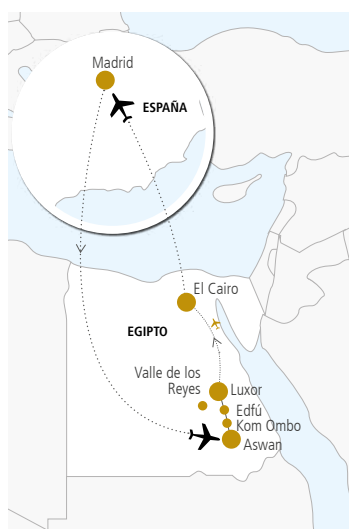 Madrid
ESPAÑA
El Cairo
EGIPTO
Valle de los
Reyes
Luxor
Edfú
Kom Ombo
Aswan